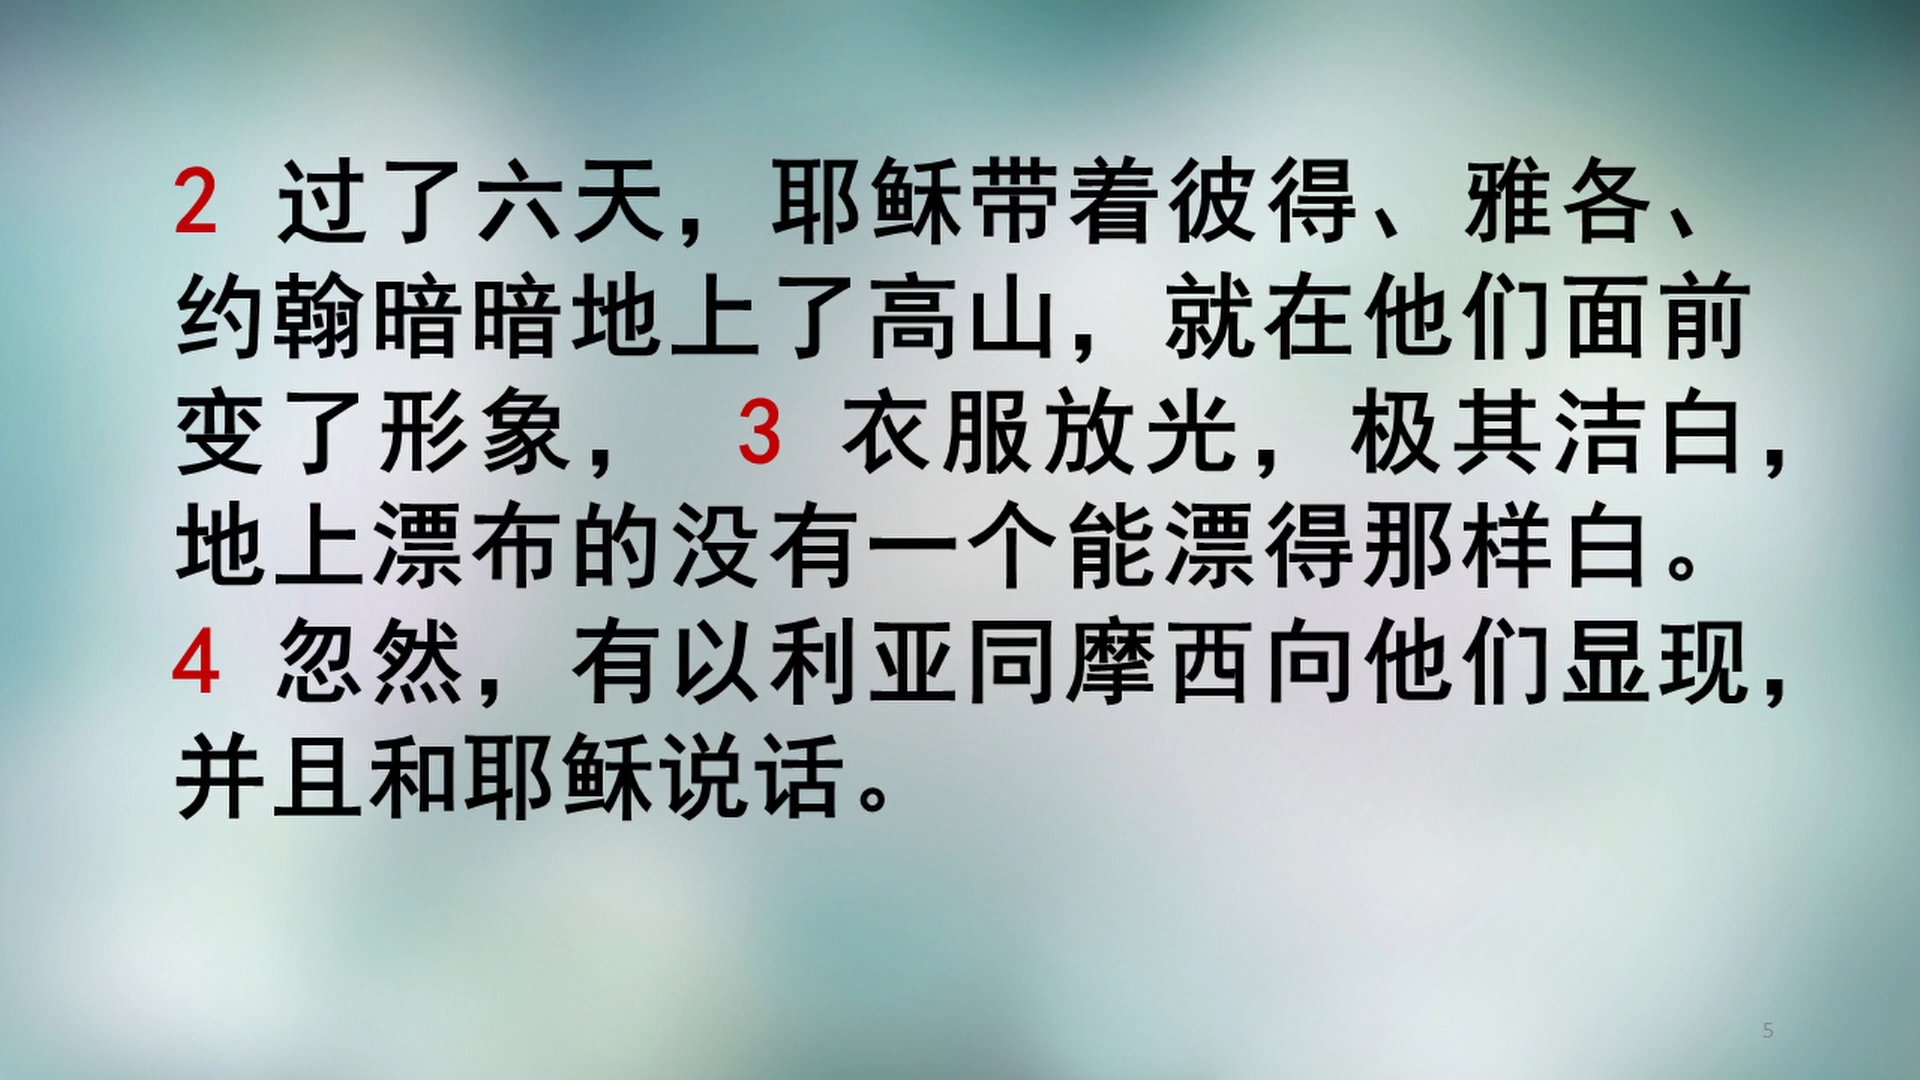 2 过了六天，耶稣带着彼得、雅各、
约翰暗暗地上了高山，就在他们面前
变了形象， 3 衣服放光，极其洁白，
地上漂布的没有一个能漂得那样白。
4 忽然，有以利亚同摩西向他们显现，
并且和耶稣说话。
5